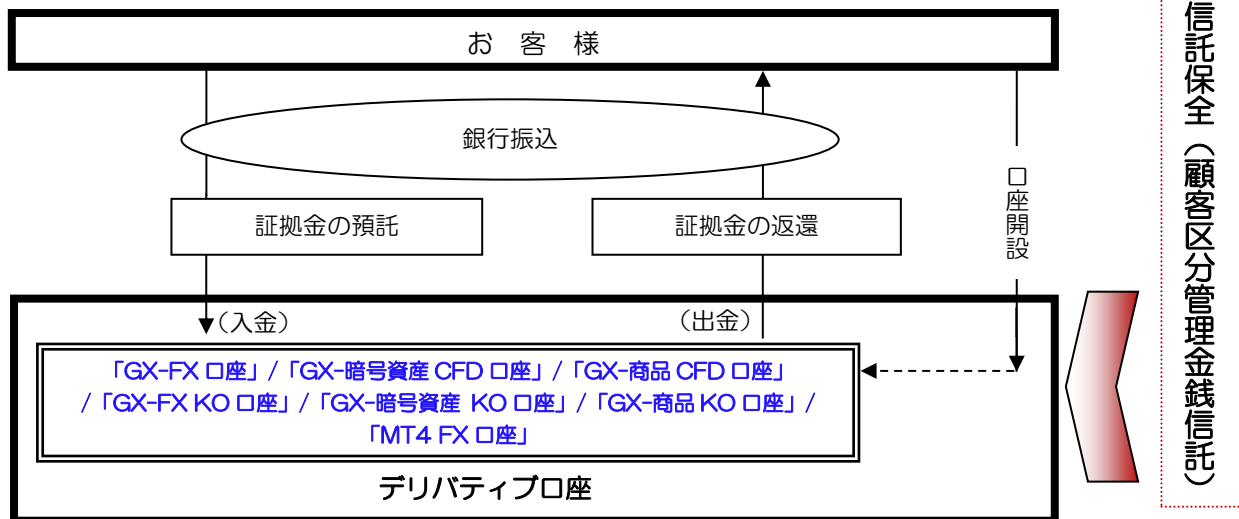 お 客 様
銀行振込
証拠金の預託
証拠金の返還
口座開設
(入金)
(出金)
「GX-FX 口座」/「GX-暗号資産 CFD 口座」/「GX-商品 CFD 口座」
/「GX-FX KO 口座」/「GX-暗号資産 KO 口座」/「GX-商品 KO 口座」/
「MT4 FX 口座」
デリバティブ口座
信託保全(顧客区分管理金銭信託)